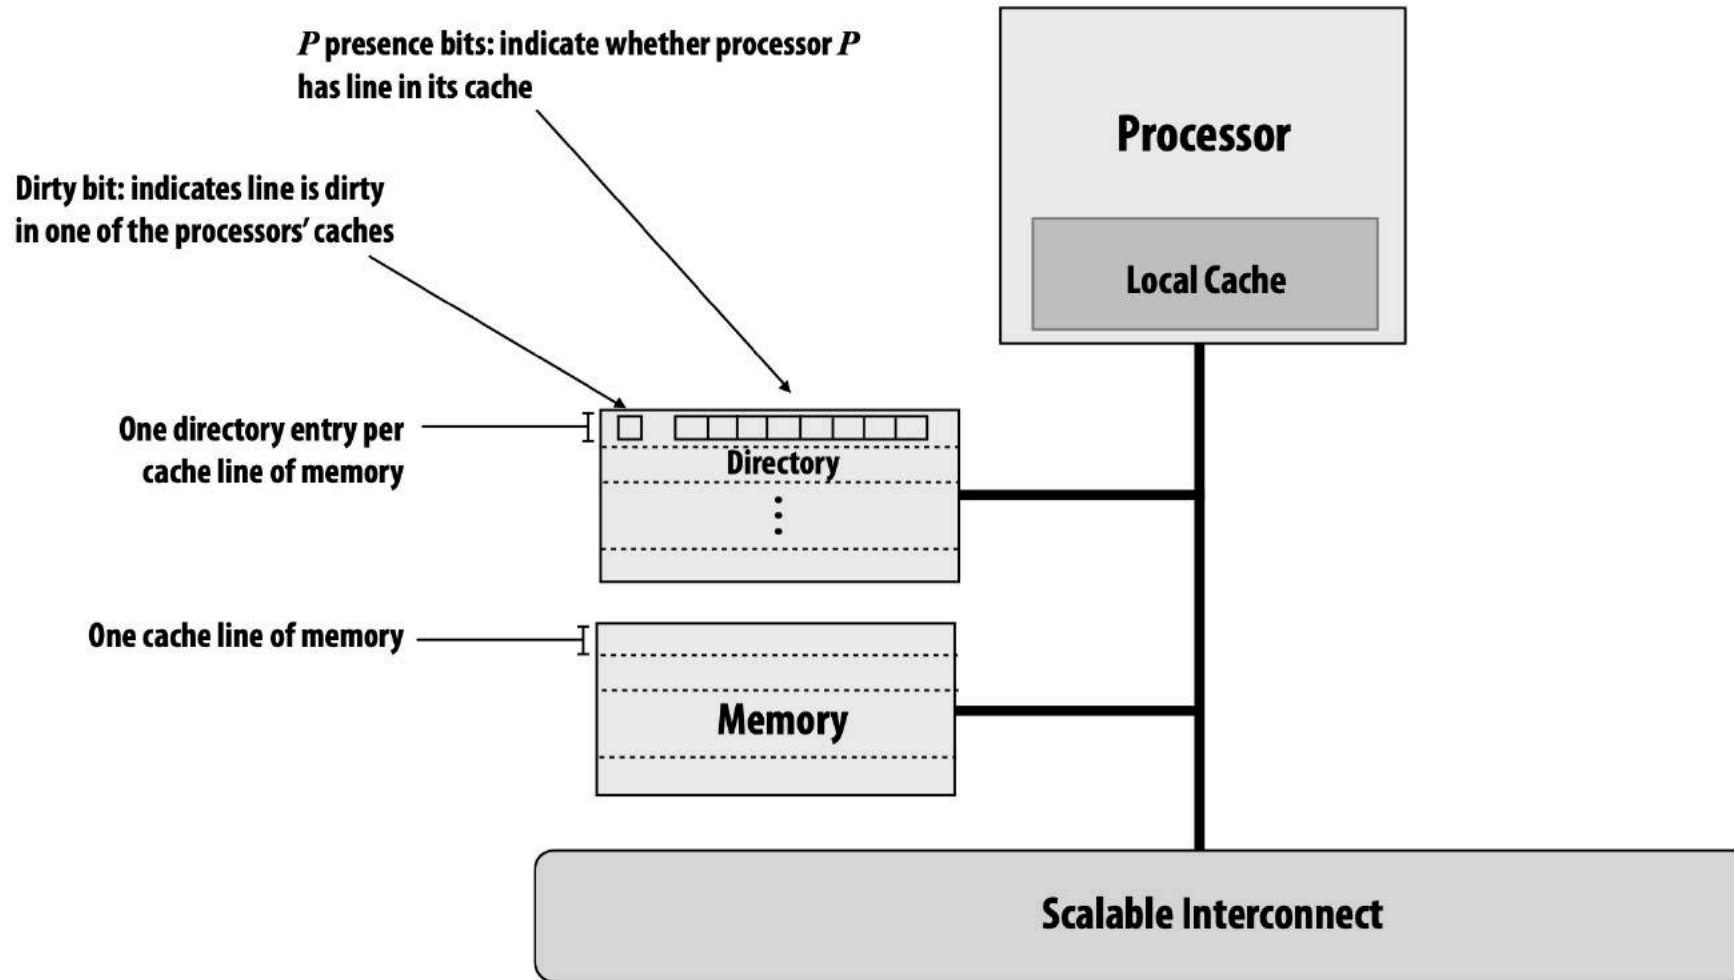 P presence bits: indicate whether processor P
has line in its cache
Processor
Dirty bit: indicates line is dirty
in one of the processors’ caches
Local Cache
One directory entry per
cache line of memory
Directory
One cache line of memory
Memory
Scalable Interconnect